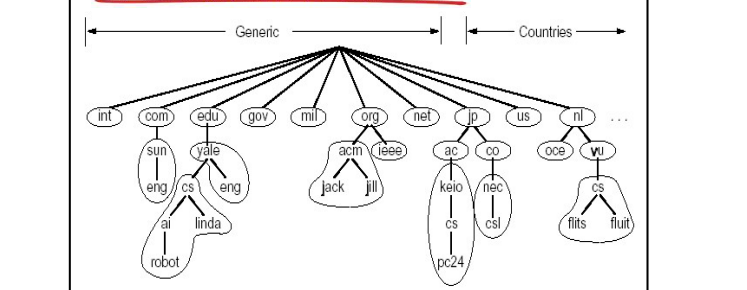 Generic Countries
int com edu gov mil org net jp us nl ...
sun yale acm ieee ac co oce vu
eng cs eng jack jill keio nec cs
ai linda cs csl flits fluit
robot pc24